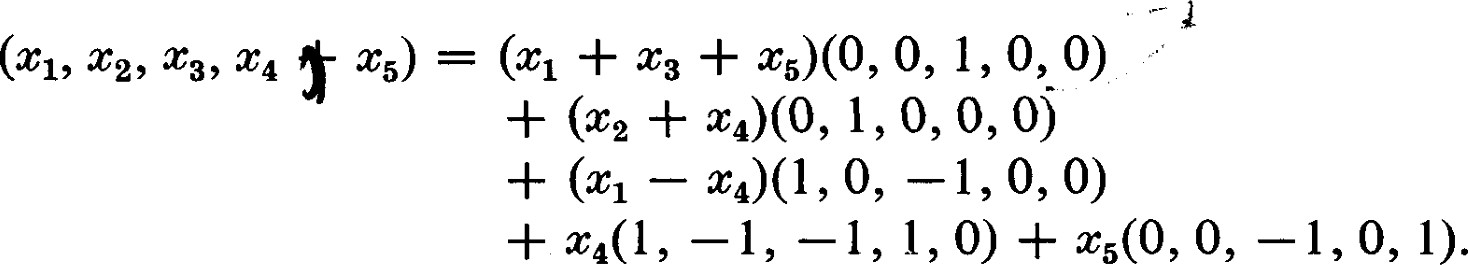 (x₁, x₂, x₃, x₄ , x₅) = (x₁ + x₃ + x₅)(0, 0, 1, 0, 0)
+ (x₂ + x₄)(0, 1, 0, 0, 0)
+ (x₁ − x₄)(1, 0, −1, 0, 0)
+ x₄(1, −1, −1, 1, 0) + x₅(0, 0, −1, 0, 1).